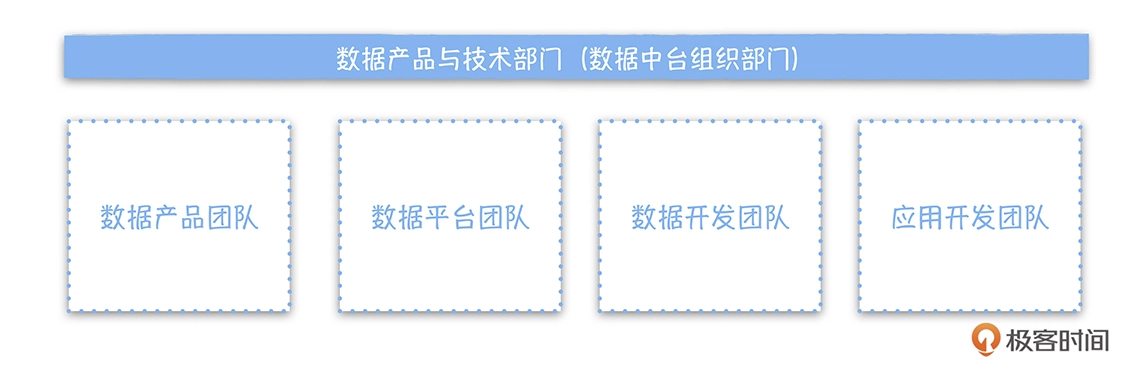 数据产品与技术部门（数据中台组织部门）
数据产品团队
数据平台团队
数据开发团队
应用开发团队
极客时间